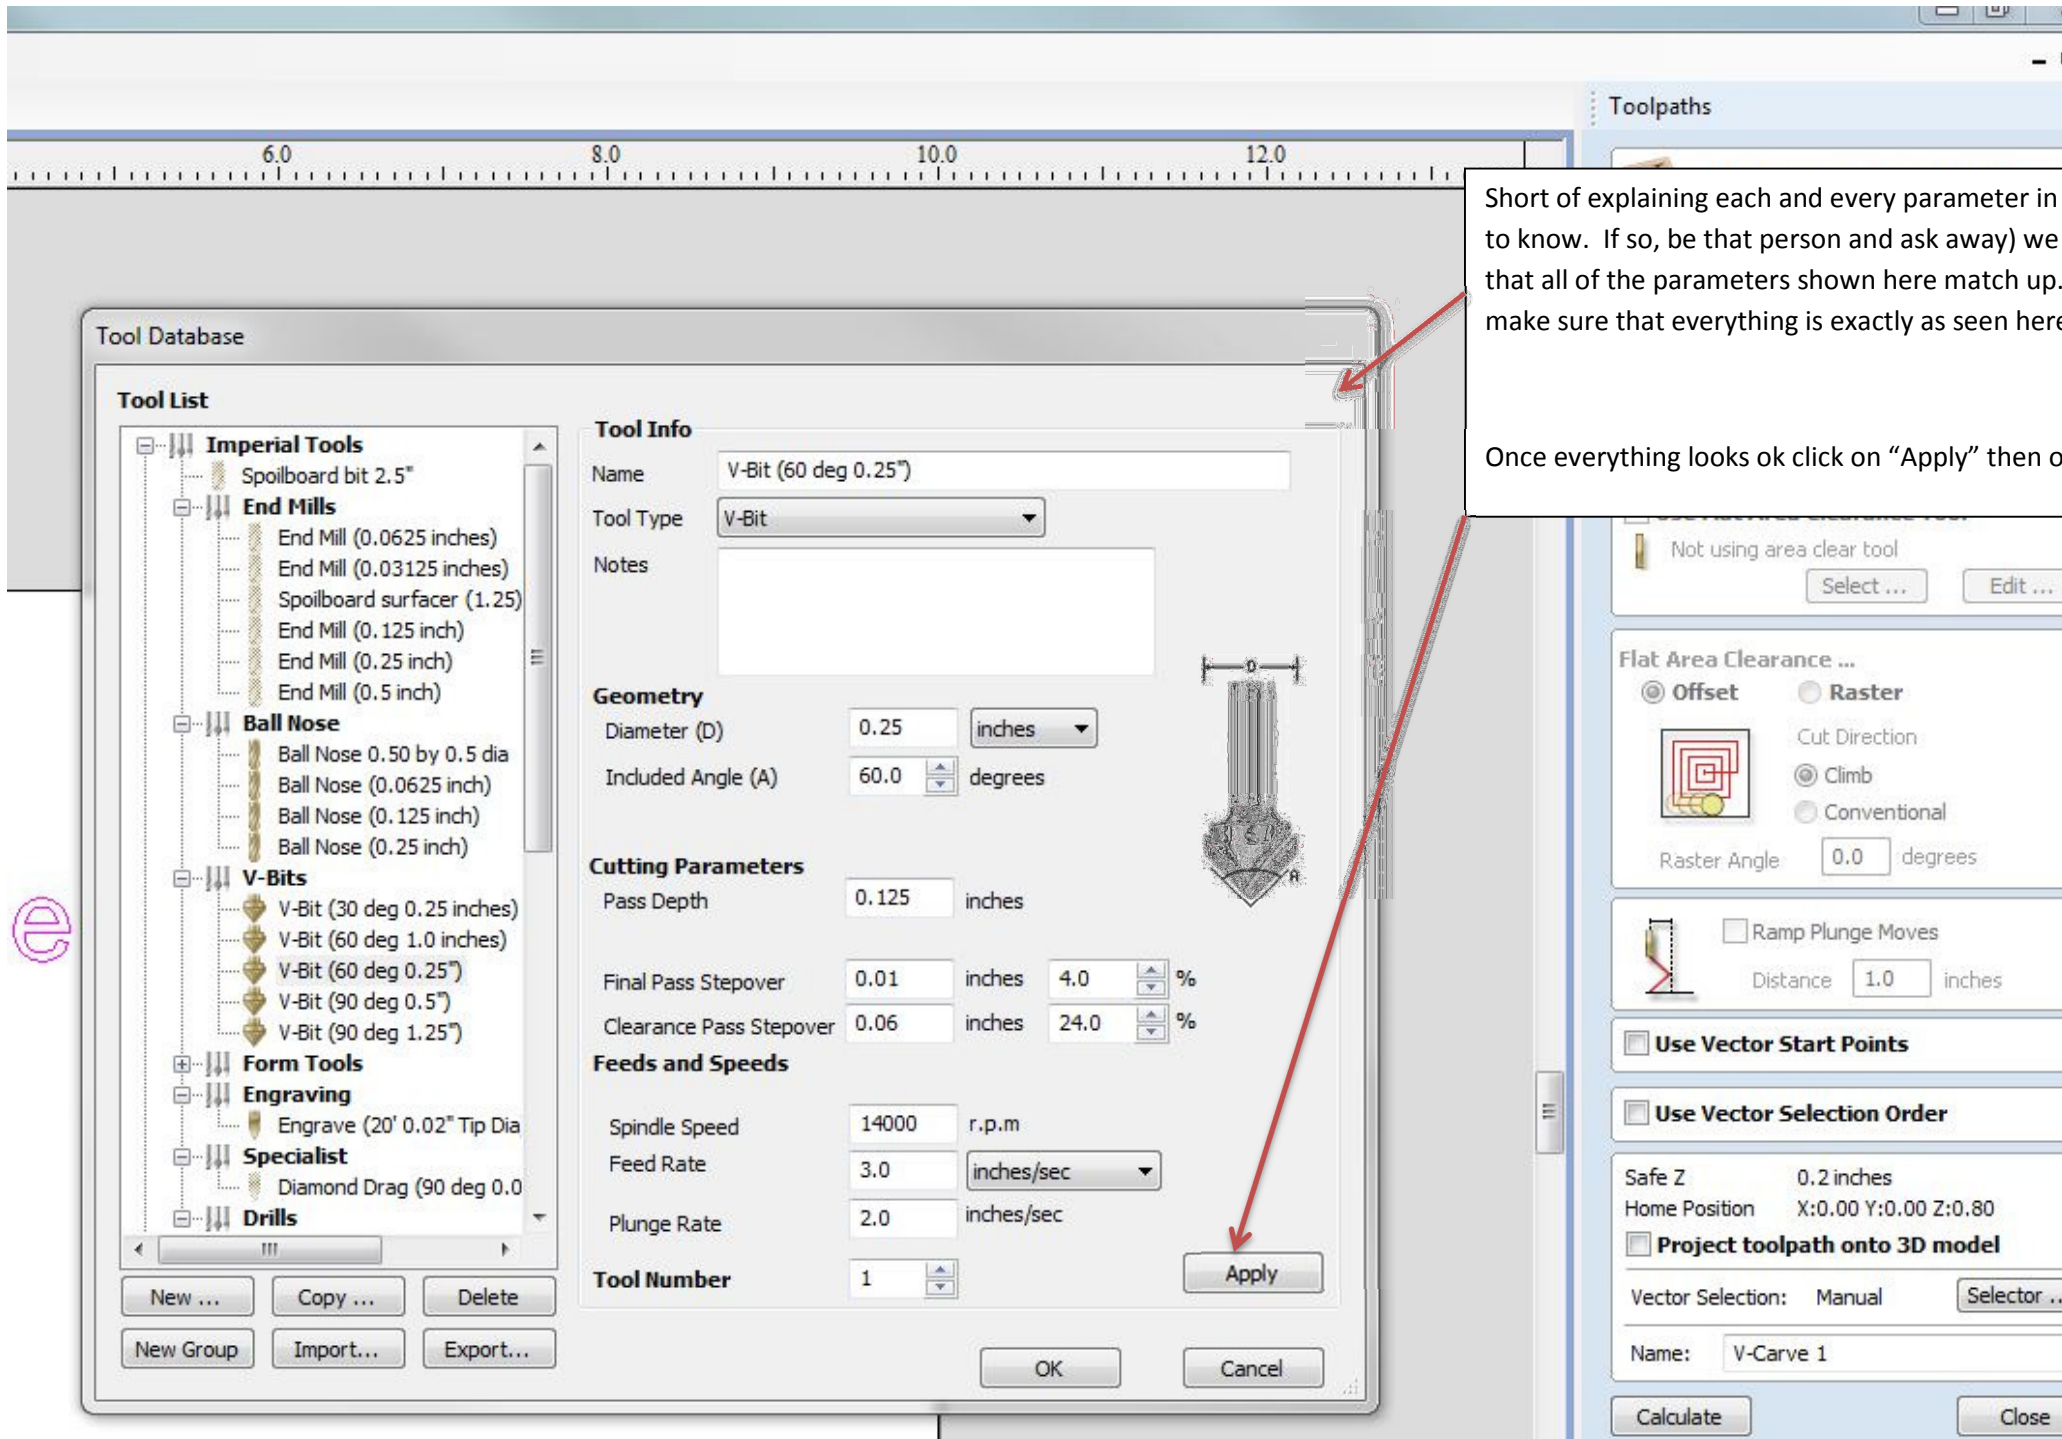 Toolpaths
6.0 8.0 10.0 12.0
Short of explaining each and every parameter in
to know.  If so, be that person and ask away) we
that all of the parameters shown here match up.
make sure that everything is exactly as seen here
Once everything looks ok click on “Apply” then o
Tool Database
Tool List
Imperial Tools
Spoilboard bit 2.5"
End Mills
End Mill (0.0625 inches)
End Mill (0.03125 inches)
Spoilboard surfacer (1.25)
End Mill (0.125 inch)
End Mill (0.25 inch)
End Mill (0.5 inch)
Ball Nose
Ball Nose 0.50 by 0.5 dia
Ball Nose (0.0625 inch)
Ball Nose (0.125 inch)
Ball Nose (0.25 inch)
V-Bits
V-Bit (30 deg 0.25 inches)
V-Bit (60 deg 1.0 inches)
V-Bit (60 deg 0.25")
V-Bit (90 deg 0.5")
V-Bit (90 deg 1.25")
Form Tools
Engraving
Engrave (20' 0.02" Tip Dia
Specialist
Diamond Drag (90 deg 0.0
Drills
New ... Copy ... Delete
New Group Import... Export...
Tool Info
Name V-Bit (60 deg 0.25")
Tool Type V-Bit
Notes
D
Geometry
Diameter (D) 0.25 inches
Included Angle (A) 60.0 degrees
A
Cutting Parameters
Pass Depth 0.125 inches
Final Pass Stepover 0.01 inches 4.0 %
Clearance Pass Stepover 0.06 inches 24.0 %
Feeds and Speeds
Spindle Speed 14000 r.p.m
Feed Rate 3.0 inches/sec
Plunge Rate 2.0 inches/sec
Tool Number 1 Apply
OK Cancel
e
Not using area clear tool
Select ... Edit ...
Flat Area Clearance ...
Offset Raster
Cut Direction
Climb
Conventional
Raster Angle 0.0 degrees
Ramp Plunge Moves
Distance 1.0 inches
Use Vector Start Points
Use Vector Selection Order
Safe Z 0.2 inches
Home Position X:0.00 Y:0.00 Z:0.80
Project toolpath onto 3D model
Vector Selection: Manual Selector ..
Name: V-Carve 1
Calculate Close